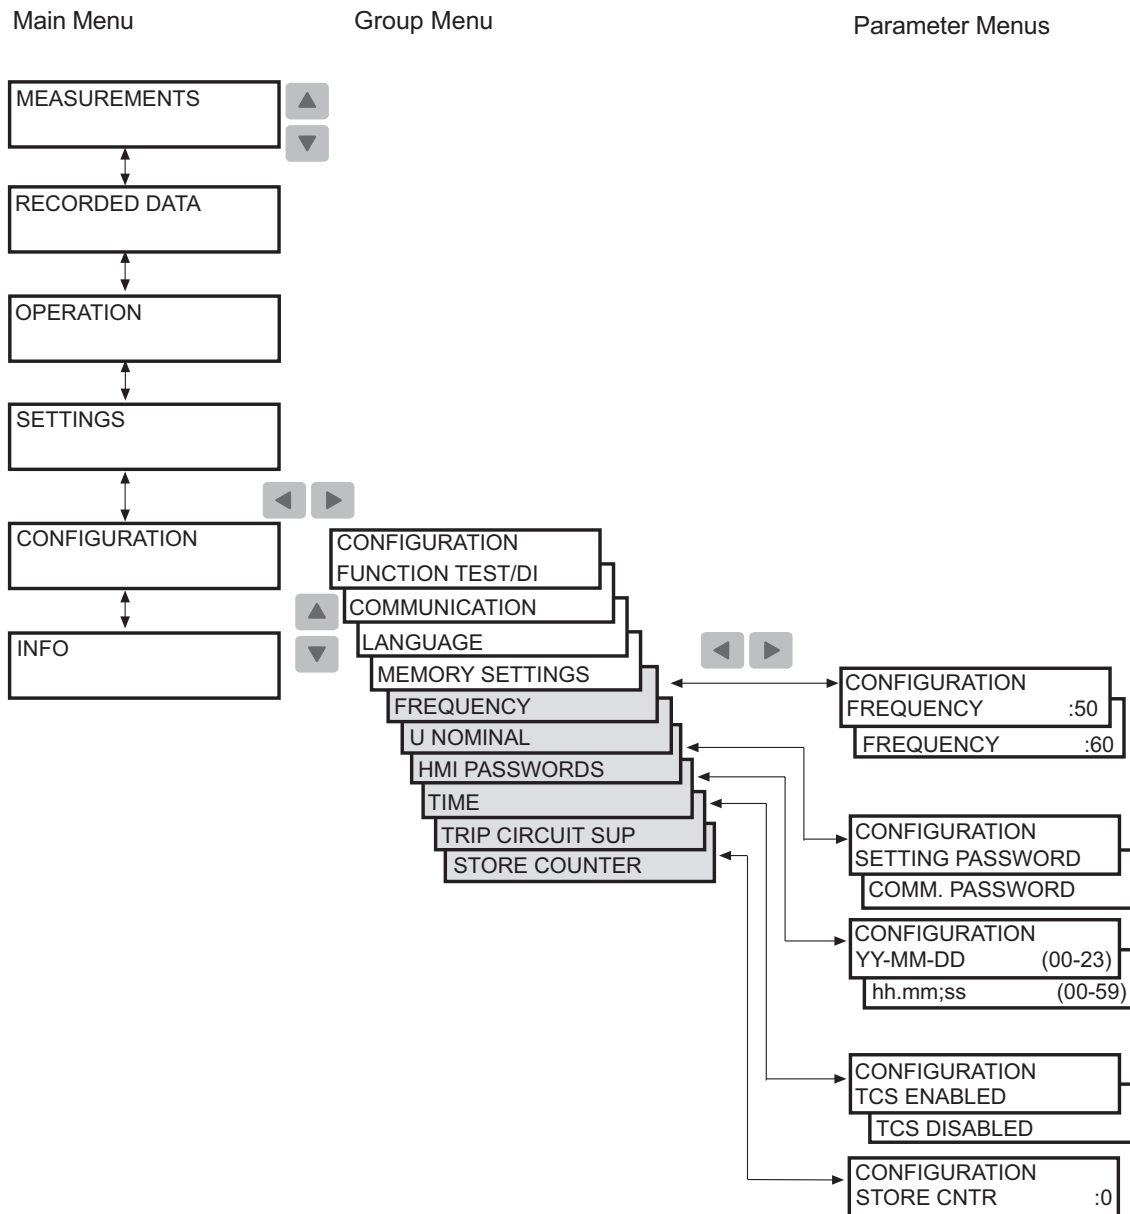 Main Menu
Group Menu
Parameter Menus
MEASUREMENTS
RECORDED DATA
OPERATION
SETTINGS
CONFIGURATION
INFO
CONFIGURATION
FUNCTION TEST/DI
COMMUNICATION
LANGUAGE
MEMORY SETTINGS
FREQUENCY
U NOMINAL
HMI PASSWORDS
TIME
TRIP CIRCUIT SUP
STORE COUNTER
CONFIGURATION
FREQUENCY :50
FREQUENCY :60
CONFIGURATION
SETTING PASSWORD
COMM. PASSWORD
CONFIGURATION
YY-MM-DD (00-23)
hh.mm;ss (00-59)
CONFIGURATION
TCS ENABLED
TCS DISABLED
CONFIGURATION
STORE CNTR :0